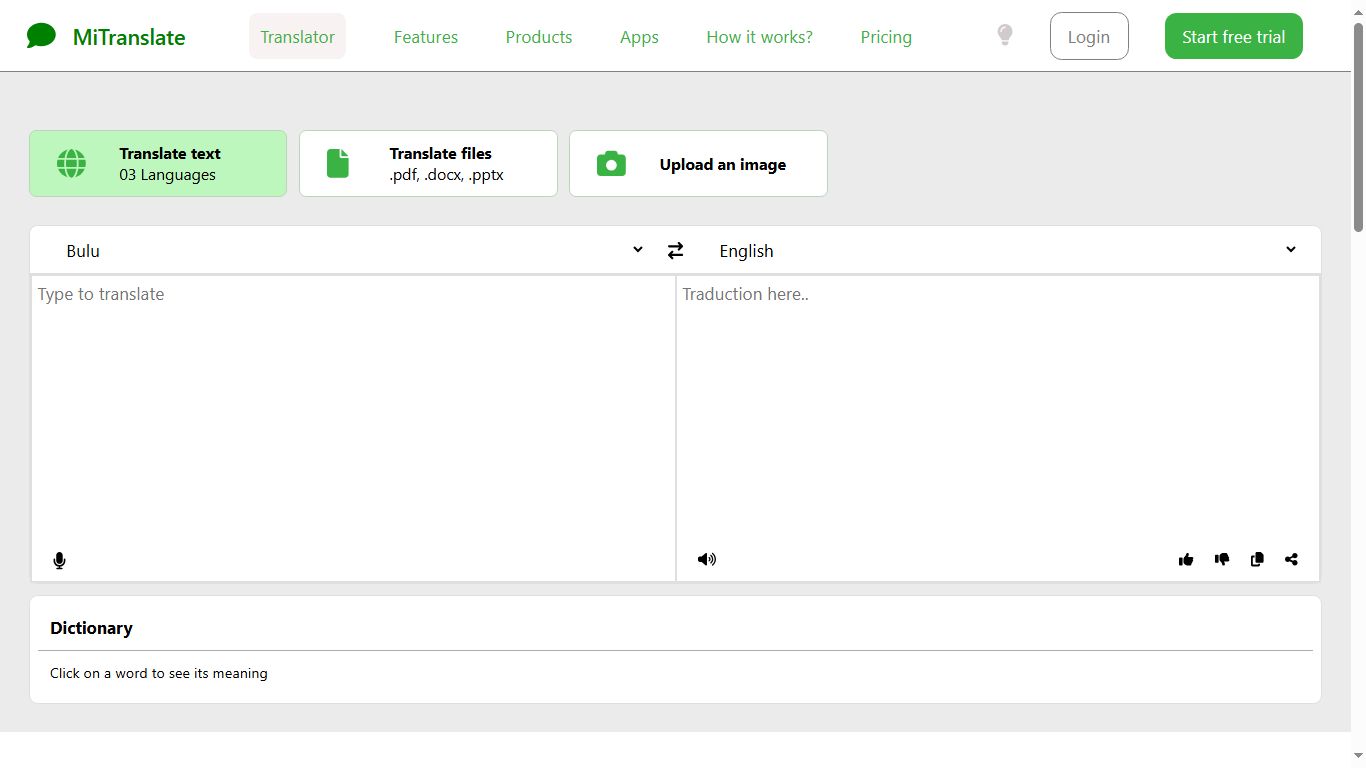 MiTranslate
Translator
Features
Products
Apps
How it works?
Pricing
Login
Start free trial
Translate text
03 Languages
Translate files
.pdf, .docx, .pptx
Upload an image
Bulu
English
Type to translate
Traduction here..
Dictionary
Click on a word to see its meaning